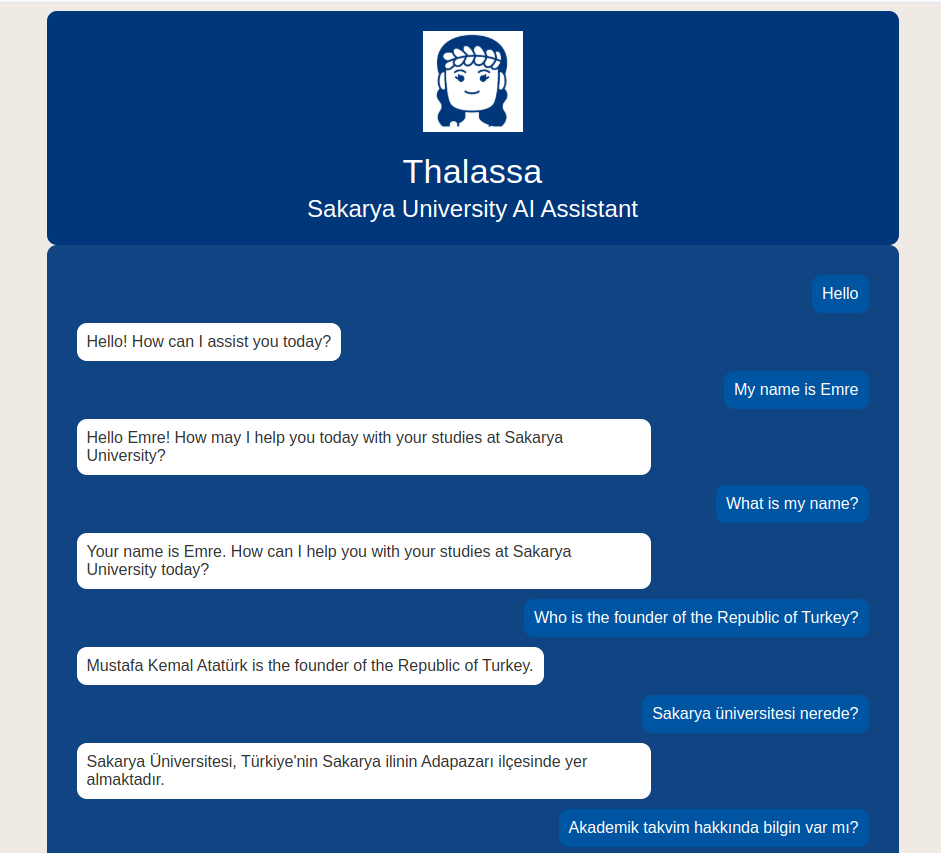 Thalassa
Sakarya University AI Assistant
Hello
Hello! How can I assist you today?
My name is Emre
Hello Emre! How may I help you today with your studies at Sakarya
University?
What is my name?
Your name is Emre. How can I help you with your studies at Sakarya
University today?
Who is the founder of the Republic of Turkey?
Mustafa Kemal Atatürk is the founder of the Republic of Turkey.
Sakarya üniversitesi nerede?
Sakarya Üniversitesi, Türkiye'nin Sakarya ilinin Adapazarı ilçesinde yer
almaktadır.
Akademik takvim hakkında bilgin var mı?